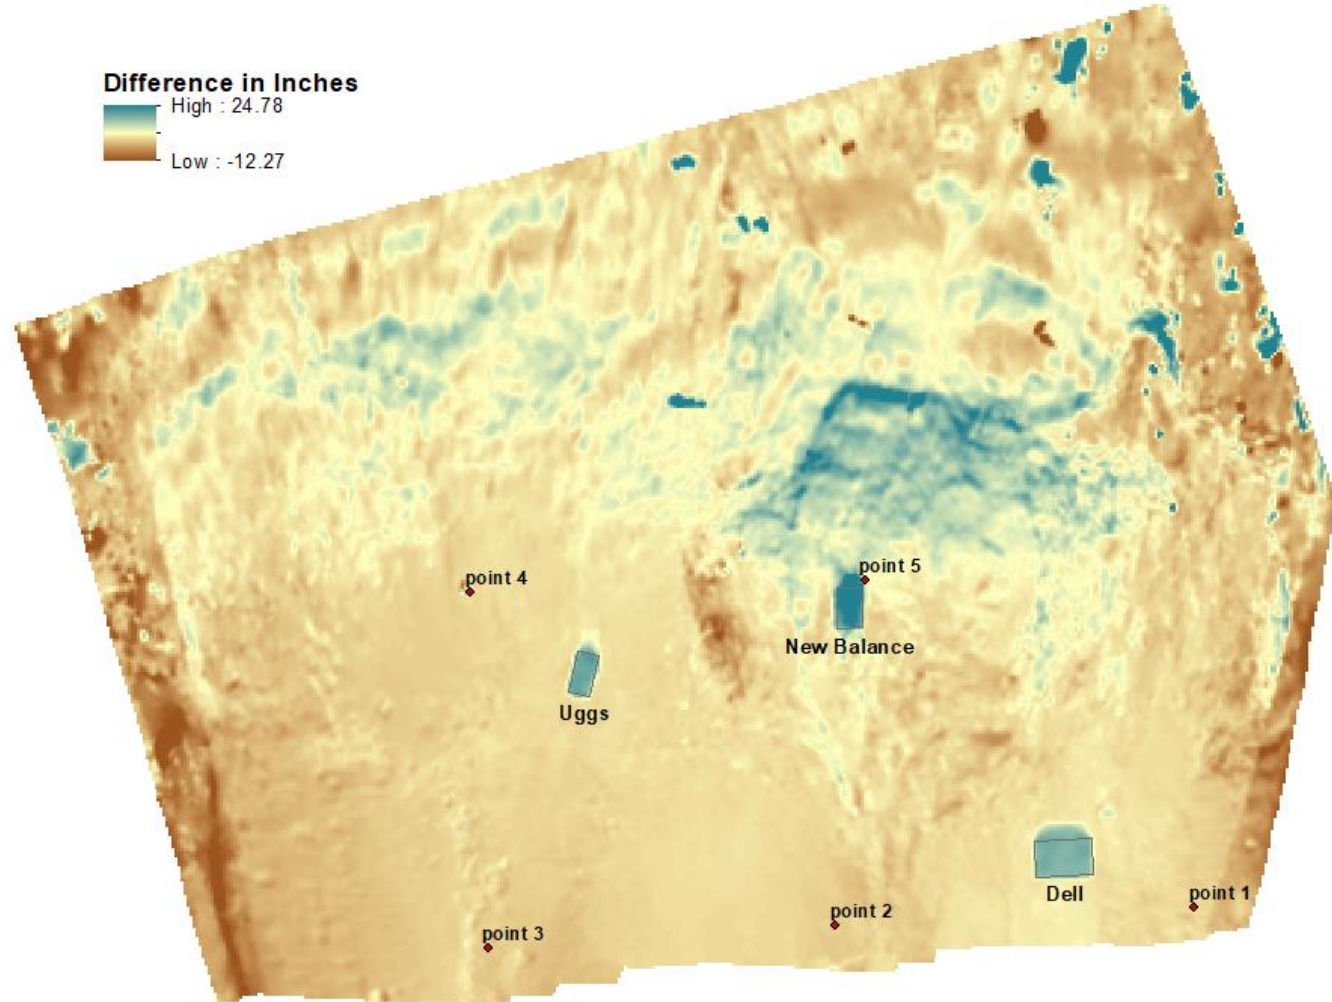 Difference in Inches
High : 24.78
Low : -12.27
point 4
point 5
New Balance
Uggs
Dell
point 1
point 2
point 3